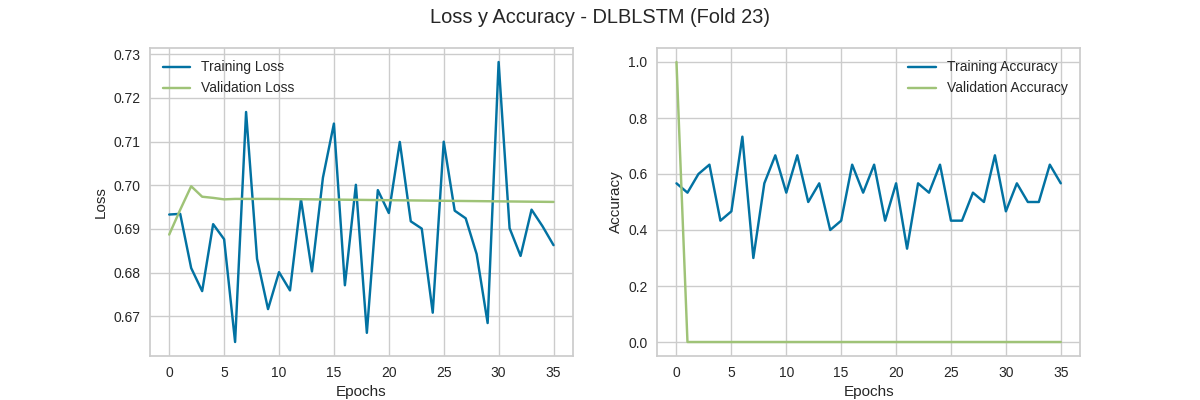 Loss y Accuracy - DLBLSTM (Fold 23)
Training Loss
Validation Loss
0.73
0.72
0.71
0.70
0.69
0.68
0.67
Loss
0 5 10 15 20 25 30 35
Epochs
Training Accuracy
Validation Accuracy
1.0
0.8
0.6
0.4
0.2
0.0
Accuracy
0 5 10 15 20 25 30 35
Epochs